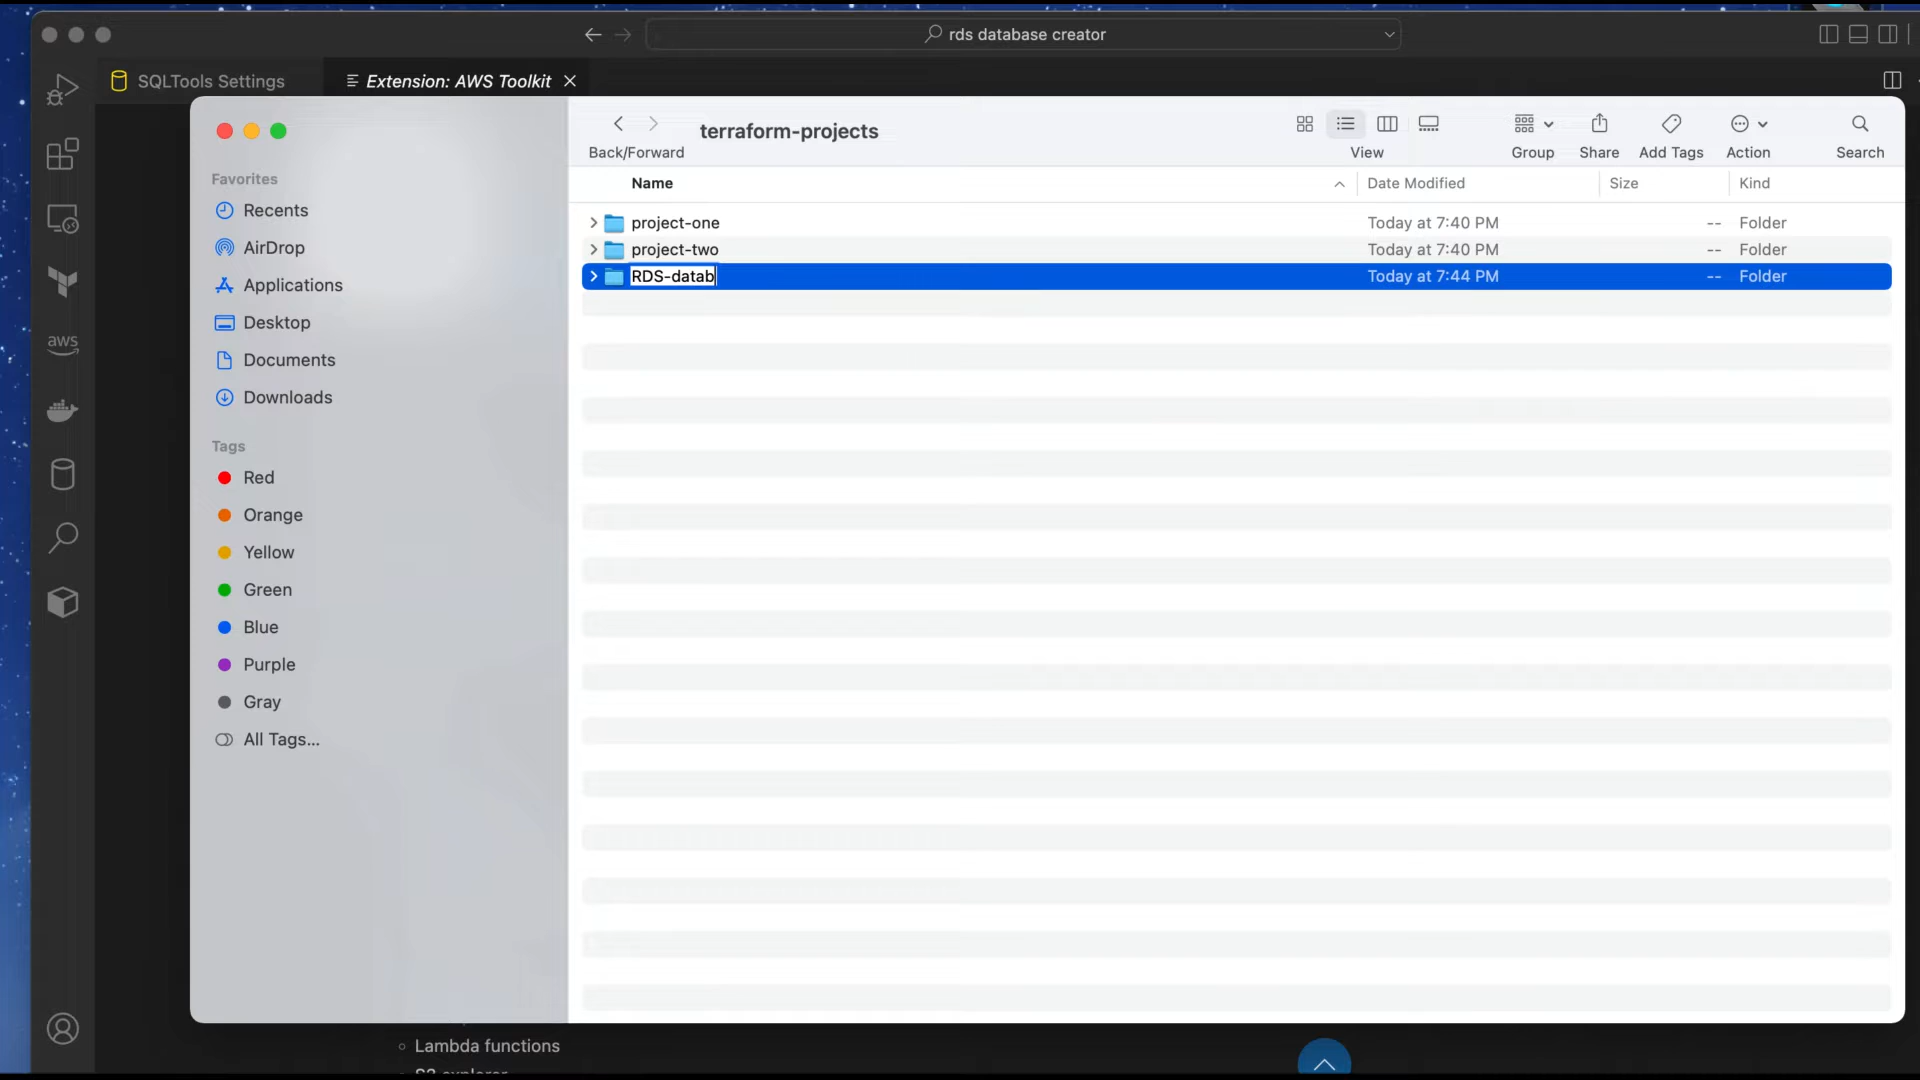 rds database creator
SQLTools Settings
Extension: AWS Toolkit
terraform-projects
Back/Forward
View
Group
Share
Add Tags
Action
Search
Name
Date Modified
Size
Kind
project-one Today at 7:40 PM -- Folder
project-two Today at 7:40 PM -- Folder
RDS-datab Today at 7:44 PM -- Folder
Favorites
Recents
AirDrop
Applications
Desktop
Documents
Downloads
Tags
Red
Orange
Yellow
Green
Blue
Purple
Gray
All Tags...
aws
Lambda functions